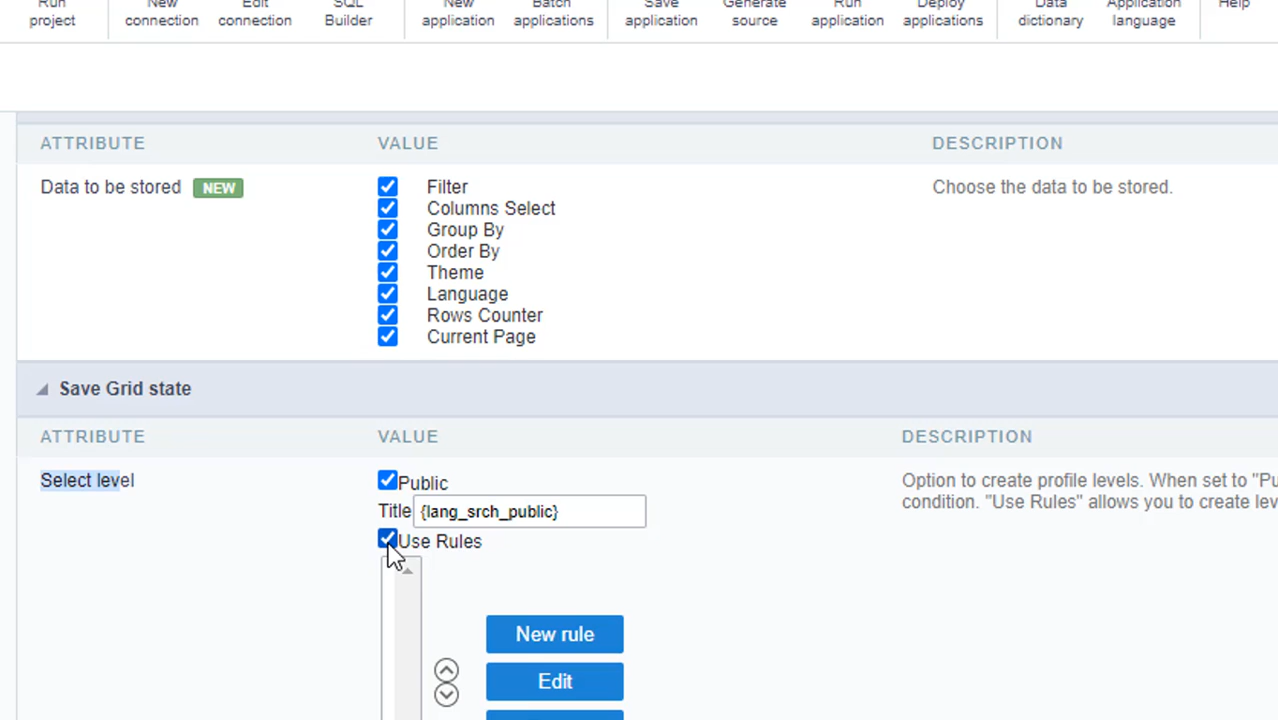 Run project
New connection
Edit connection
SQL Builder
New application
Batch applications
Save application
Generate source
Run application
Deploy applications
Data dictionary
Application language
Help
ATTRIBUTE VALUE DESCRIPTION
Data to be stored NEW Filter Choose the data to be stored.
Columns Select
Group By
Order By
Theme
Language
Rows Counter
Current Page
Save Grid state
ATTRIBUTE VALUE DESCRIPTION
Select level Public Option to create profile levels. When set to "Pu
Title {lang_srch_public} condition. "Use Rules" allows you to create lev
Use Rules
New rule
Edit